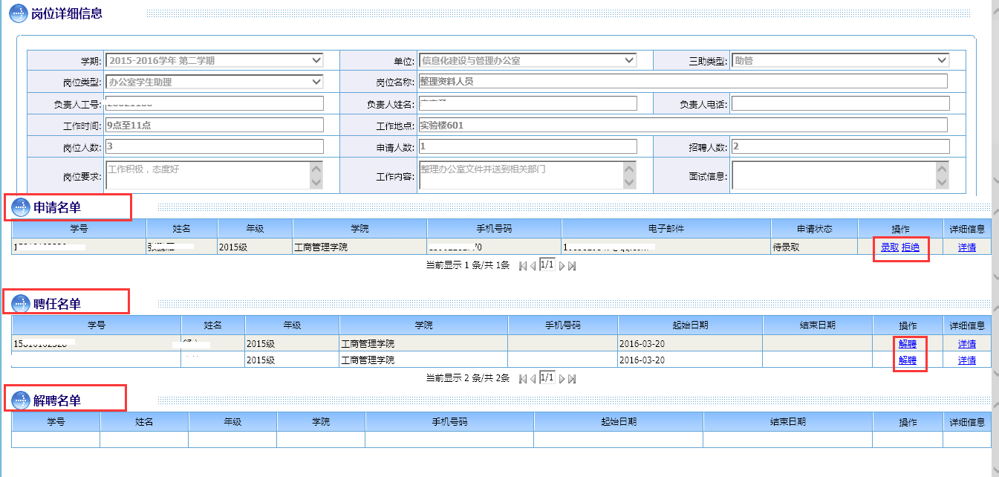 岗位详细信息
学期: 2015-2016学年 第二学期 单位: 信息化建设与管理办公室 三助类型: 助管
岗位类型: 办公室学生助理 岗位名称: 整理资料人员
负责人工号: 负责人姓名: 负责人电话:
工作时间: 9点至11点 工作地点: 实验楼601
岗位人数: 3 申请人数: 1 招聘人数: 2
岗位要求: 工作积极，态度好 工作内容: 整理办公室文件并送到相关部门 面试信息:
申请名单
学号 姓名 年级 学院 手机号码 电子邮件 申请状态 操作 详细信息
2015级 工商管理学院 70 待录取 录取 拒绝 详情
当前显示 1 条/共 1条 1/1
聘任名单
学号 姓名 年级 学院 手机号码 起始日期 结束日期 操作 详细信息
2015级 工商管理学院 2016-03-20 解聘 详情
2015级 工商管理学院 2016-03-20 解聘 详情
当前显示 2 条/共 2条 1/1
解聘名单
学号 姓名 年级 学院 手机号码 起始日期 结束日期 操作 详细信息